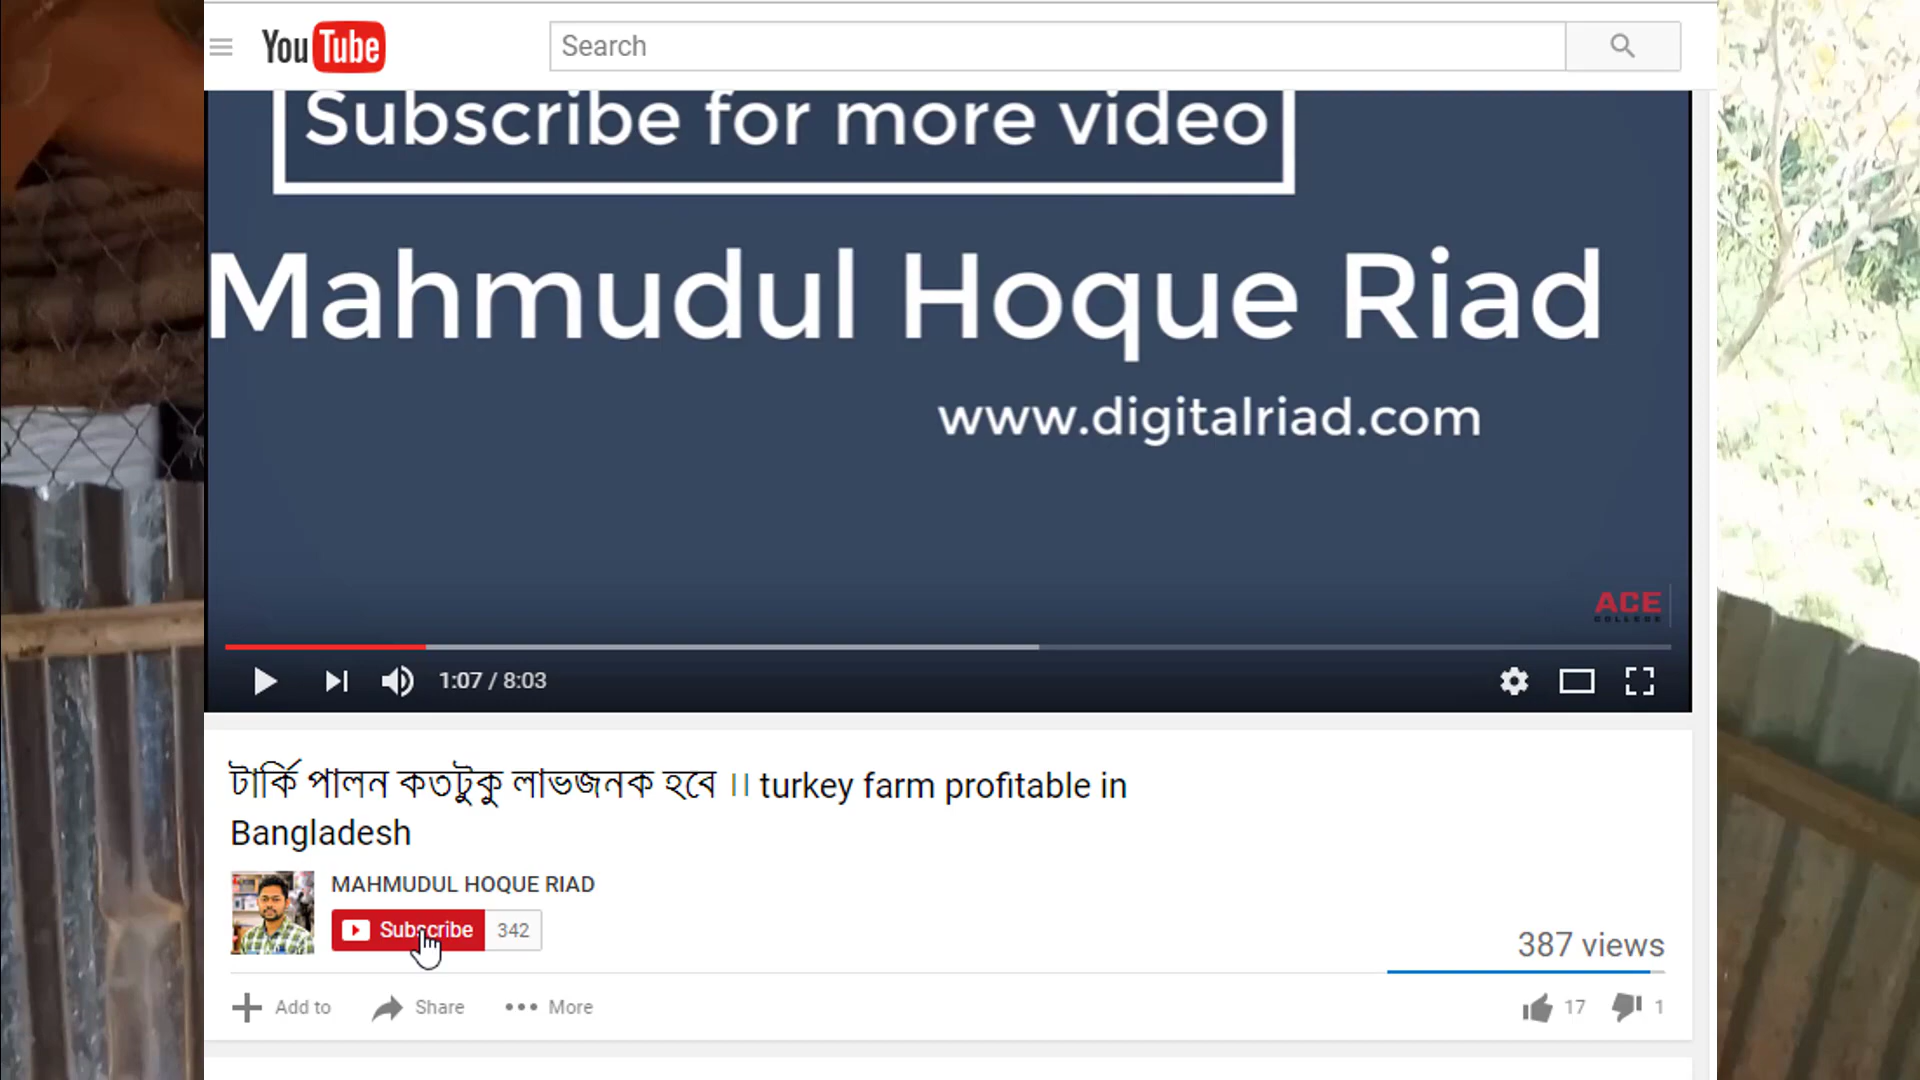 YouTube
Search
Subscribe for more video
Mahmudul Hoque Riad
www.digitalriad.com
ACE
COLLEGE
1:07 / 8:03
টার্কি পালন কতটুকু লাভজনক হবে ।। turkey farm profitable in
Bangladesh
MAHMUDUL HOQUE RIAD
Subscribe 342
387 views
Add to Share More 17 1